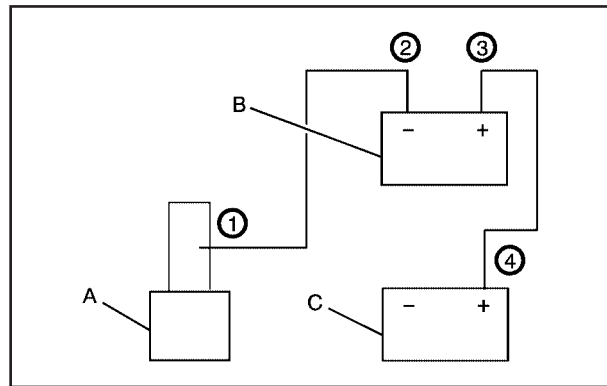 ② ③
B
− +
①
④
A
C
− +